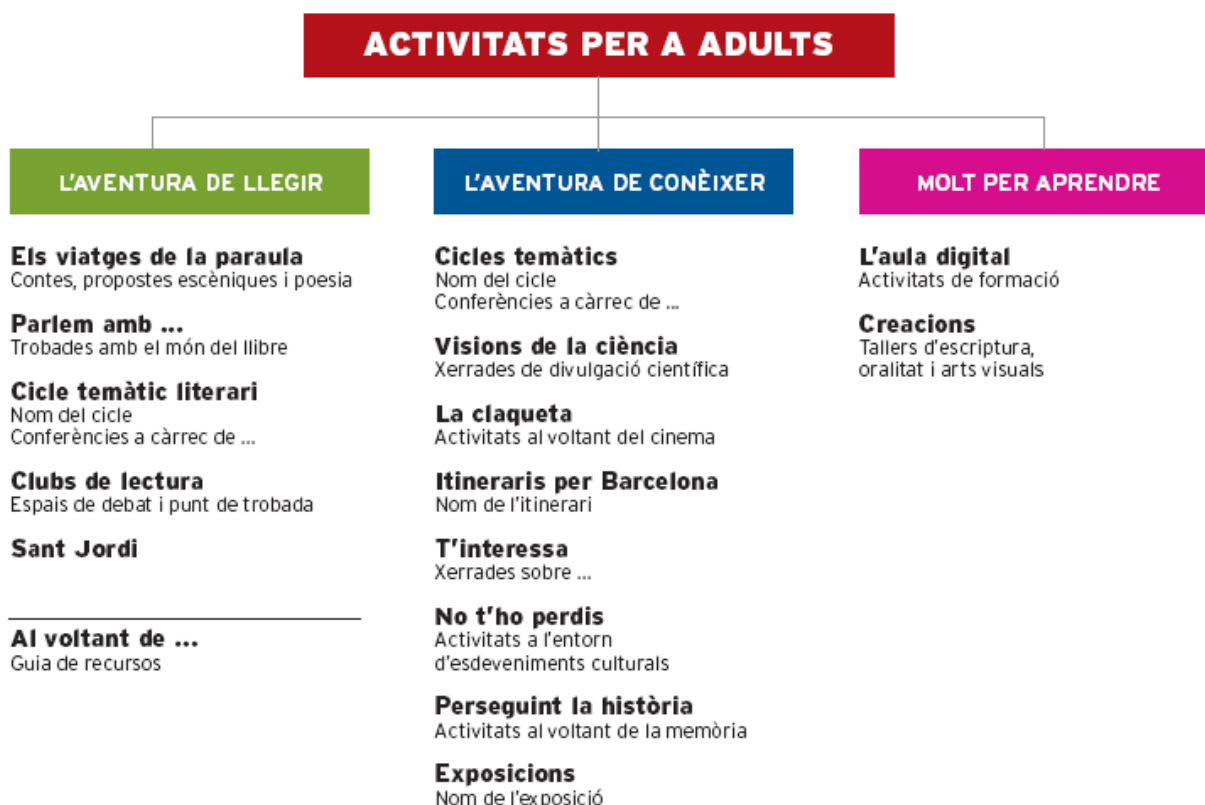 ACTIVITATS PER A ADULTS
L'AVENTURA DE LLEGIR
Els viatges de la paraula
Contes, propostes escèniques i poesia
Parlem amb ...
Trobades amb el món del llibre
Cicle temàtic literari
Nom del cicle
Conferències a càrrec de ...
Clubs de lectura
Espais de debat i punt de trobada
Sant Jordi
Al voltant de ...
Guia de recursos
L'AVENTURA DE CONÈIXER
Cicles temàtics
Nom del cicle
Conferències a càrrec de ...
Visions de la ciència
Xerrades de divulgació científica
La claqueta
Activitats al voltant del cinema
Itineraris per Barcelona
Nom de l'itinerari
T'interessa
Xerrades sobre ...
No t'ho perdis
Activitats a l'entorn
d'esdeveniments culturals
Perseguint la història
Activitats al voltant de la memòria
Exposicions
Nom de l'exposició
MOLT PER APRENDRE
L'aula digital
Activitats de formació
Creacions
Tallers d'escriptura,
oralitat i arts visuals